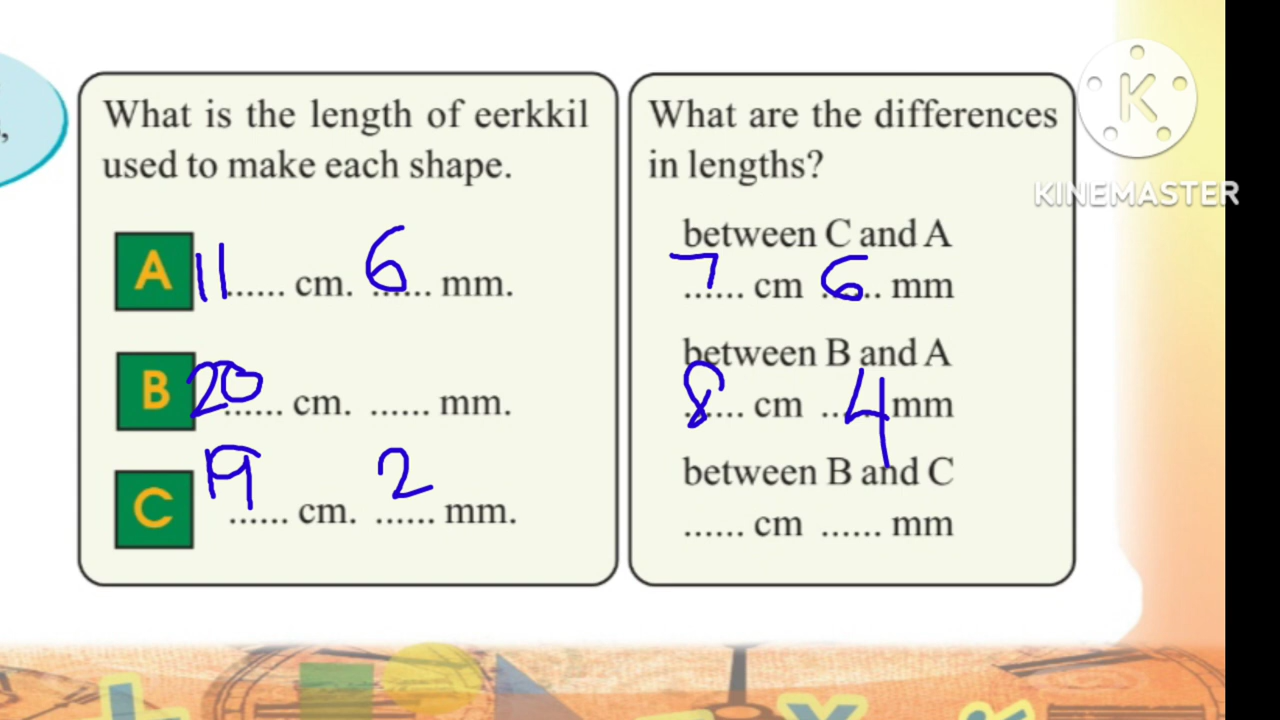 What is the length of eerkkil
used to make each shape.
A 11 ...... cm. 6 ...... mm.
B 20 ...... cm. ...... mm.
C 19 ...... cm. 2 ...... mm.
What are the differences
in lengths?
between C and A
7 ...... cm 6 ...... mm
between B and A
8 ...... cm 4 ...... mm
between B and C
...... cm ...... mm
K
KINEMASTER